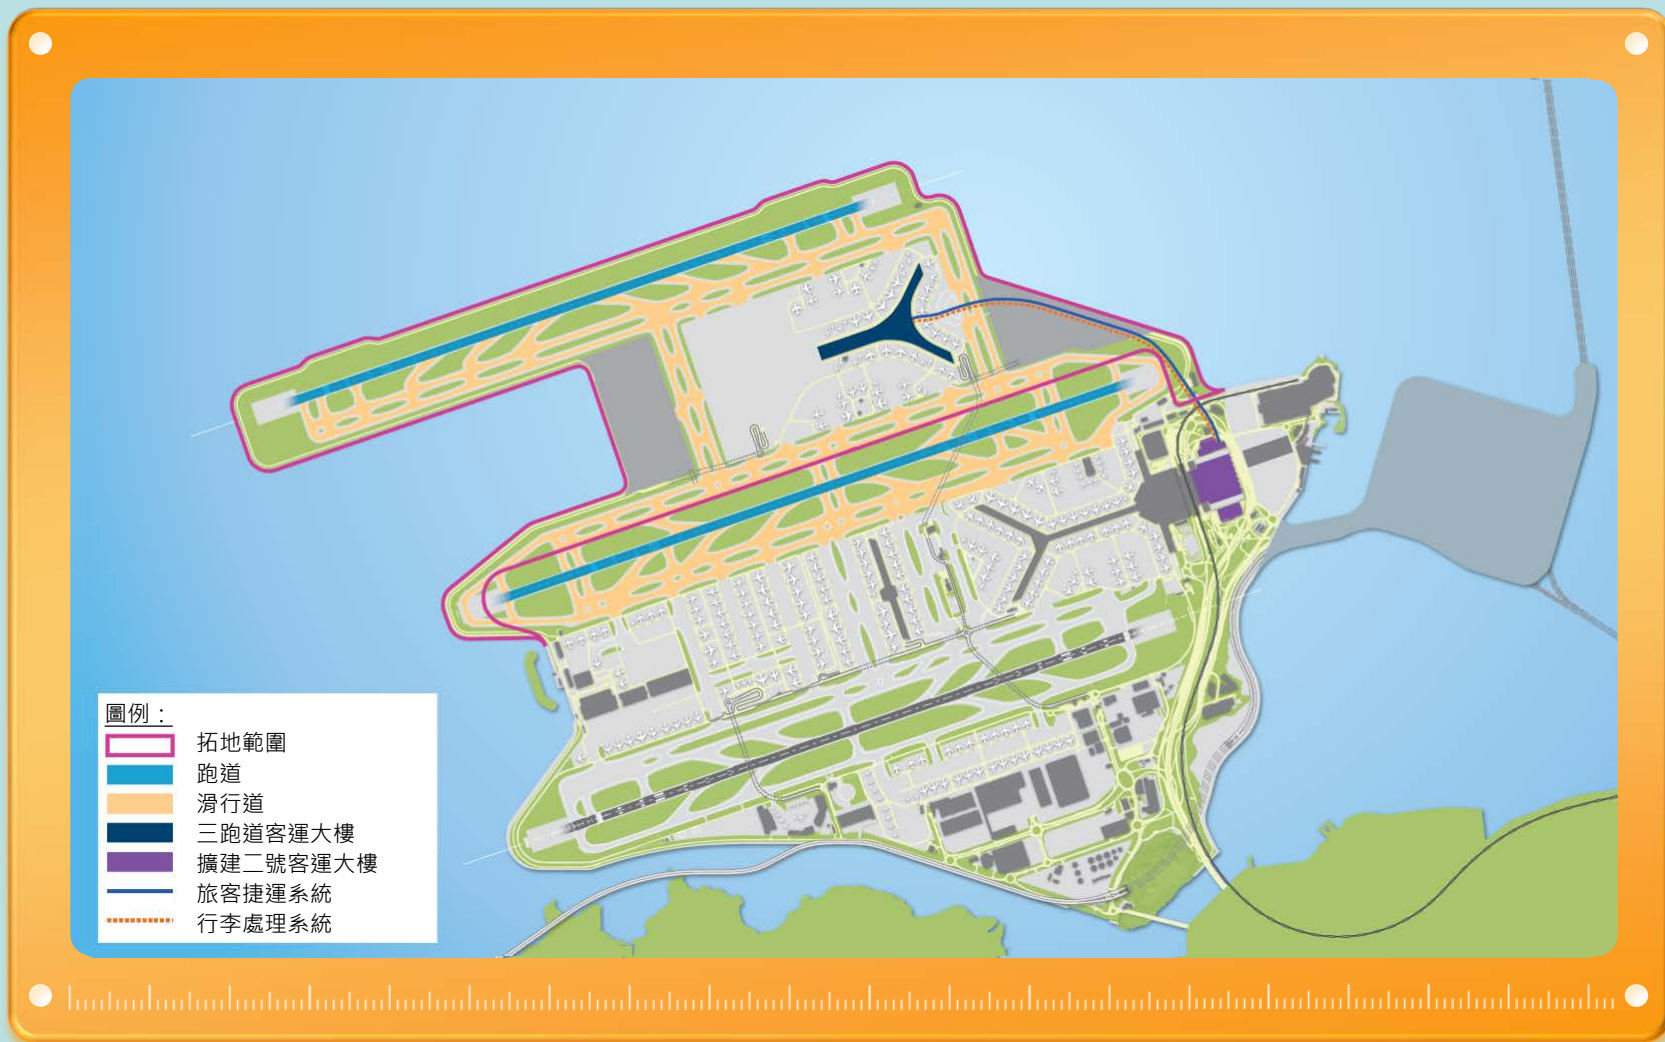 圖例：
拓地範圍
跑道
滑行道
三跑道客運大樓
擴建二號客運大樓
旅客捷運系統
行李處理系統